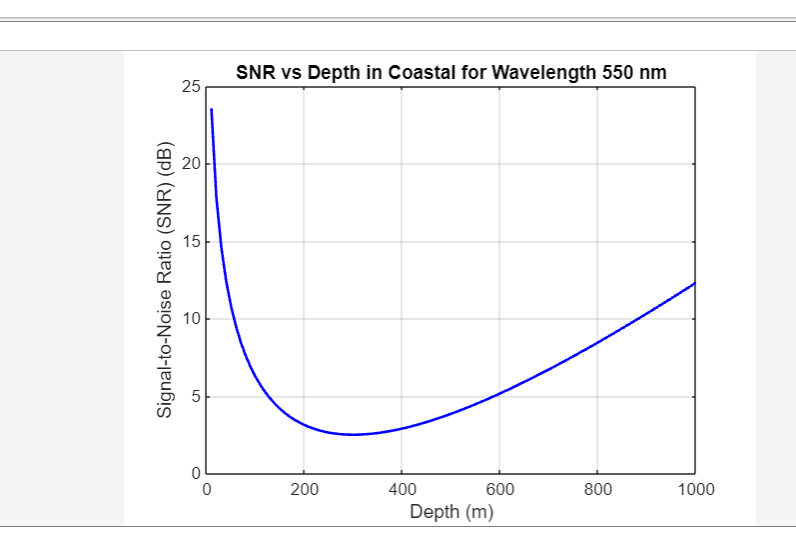 SNR vs Depth in Coastal for Wavelength 550 nm
25
20
15
10
5
0
Signal-to-Noise Ratio (SNR) (dB)
0 200 400 600 800 1000
Depth (m)